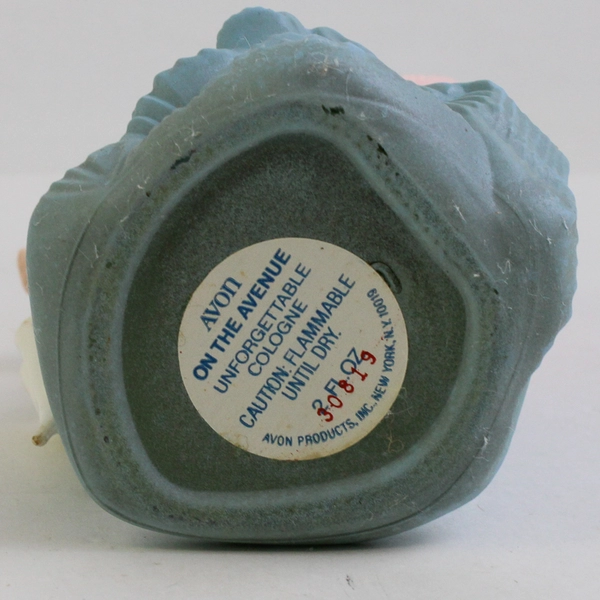 AVON
ON THE AVENUE
UNFORGETTABLE
COLOGNE
CAUTION: FLAMMABLE
UNTIL DRY.
2 FL. OZ.
30819
AVON PRODUCTS, INC., NEW YORK, N.Y. 10019